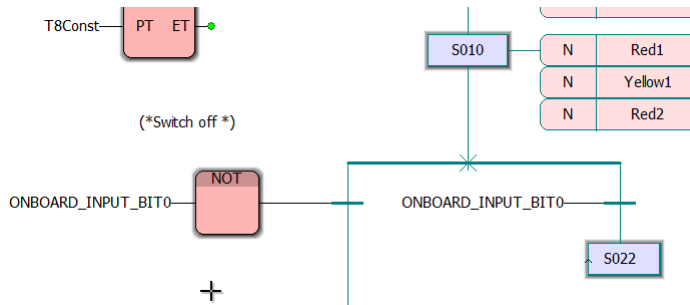 T8Const
PT ET
S010
N Red1
N Yellow1
N Red2
(*Switch off *)
NOT
ONBOARD_INPUT_BIT0
ONBOARD_INPUT_BIT0
S022